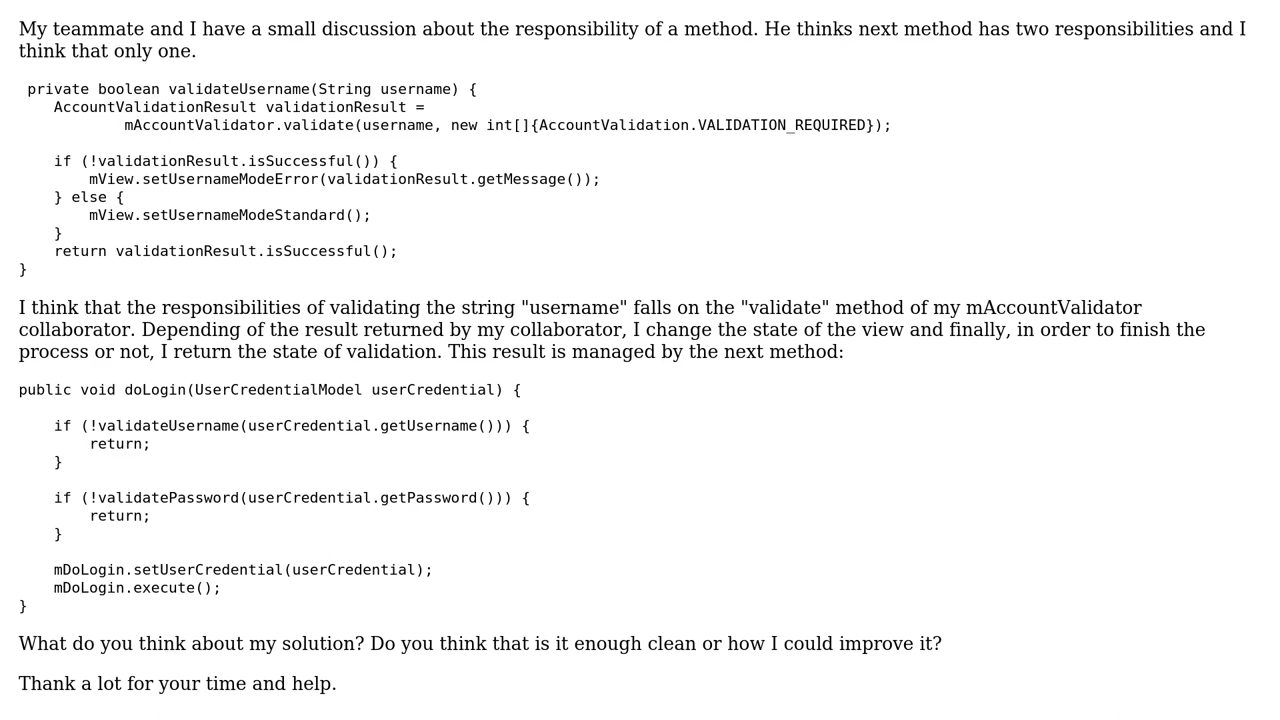 My teammate and I have a small discussion about the responsibility of a method. He thinks next method has two responsibilities and I
think that only one.
private boolean validateUsername(String username) {
AccountValidationResult validationResult =
mAccountValidator.validate(username, new int[]{AccountValidation.VALIDATION_REQUIRED});
if (!validationResult.isSuccessful()) {
mView.setUsernameModeError(validationResult.getMessage());
} else {
mView.setUsernameModeStandard();
}
return validationResult.isSuccessful();
}
I think that the responsibilities of validating the string "username" falls on the "validate" method of my mAccountValidator
collaborator. Depending of the result returned by my collaborator, I change the state of the view and finally, in order to finish the
process or not, I return the state of validation. This result is managed by the next method:
public void doLogin(UserCredentialModel userCredential) {
if (!validateUsername(userCredential.getUsername())) {
return;
}
if (!validatePassword(userCredential.getPassword())) {
return;
}
mDoLogin.setUserCredential(userCredential);
mDoLogin.execute();
}
What do you think about my solution? Do you think that is it enough clean or how I could improve it?
Thank a lot for your time and help.